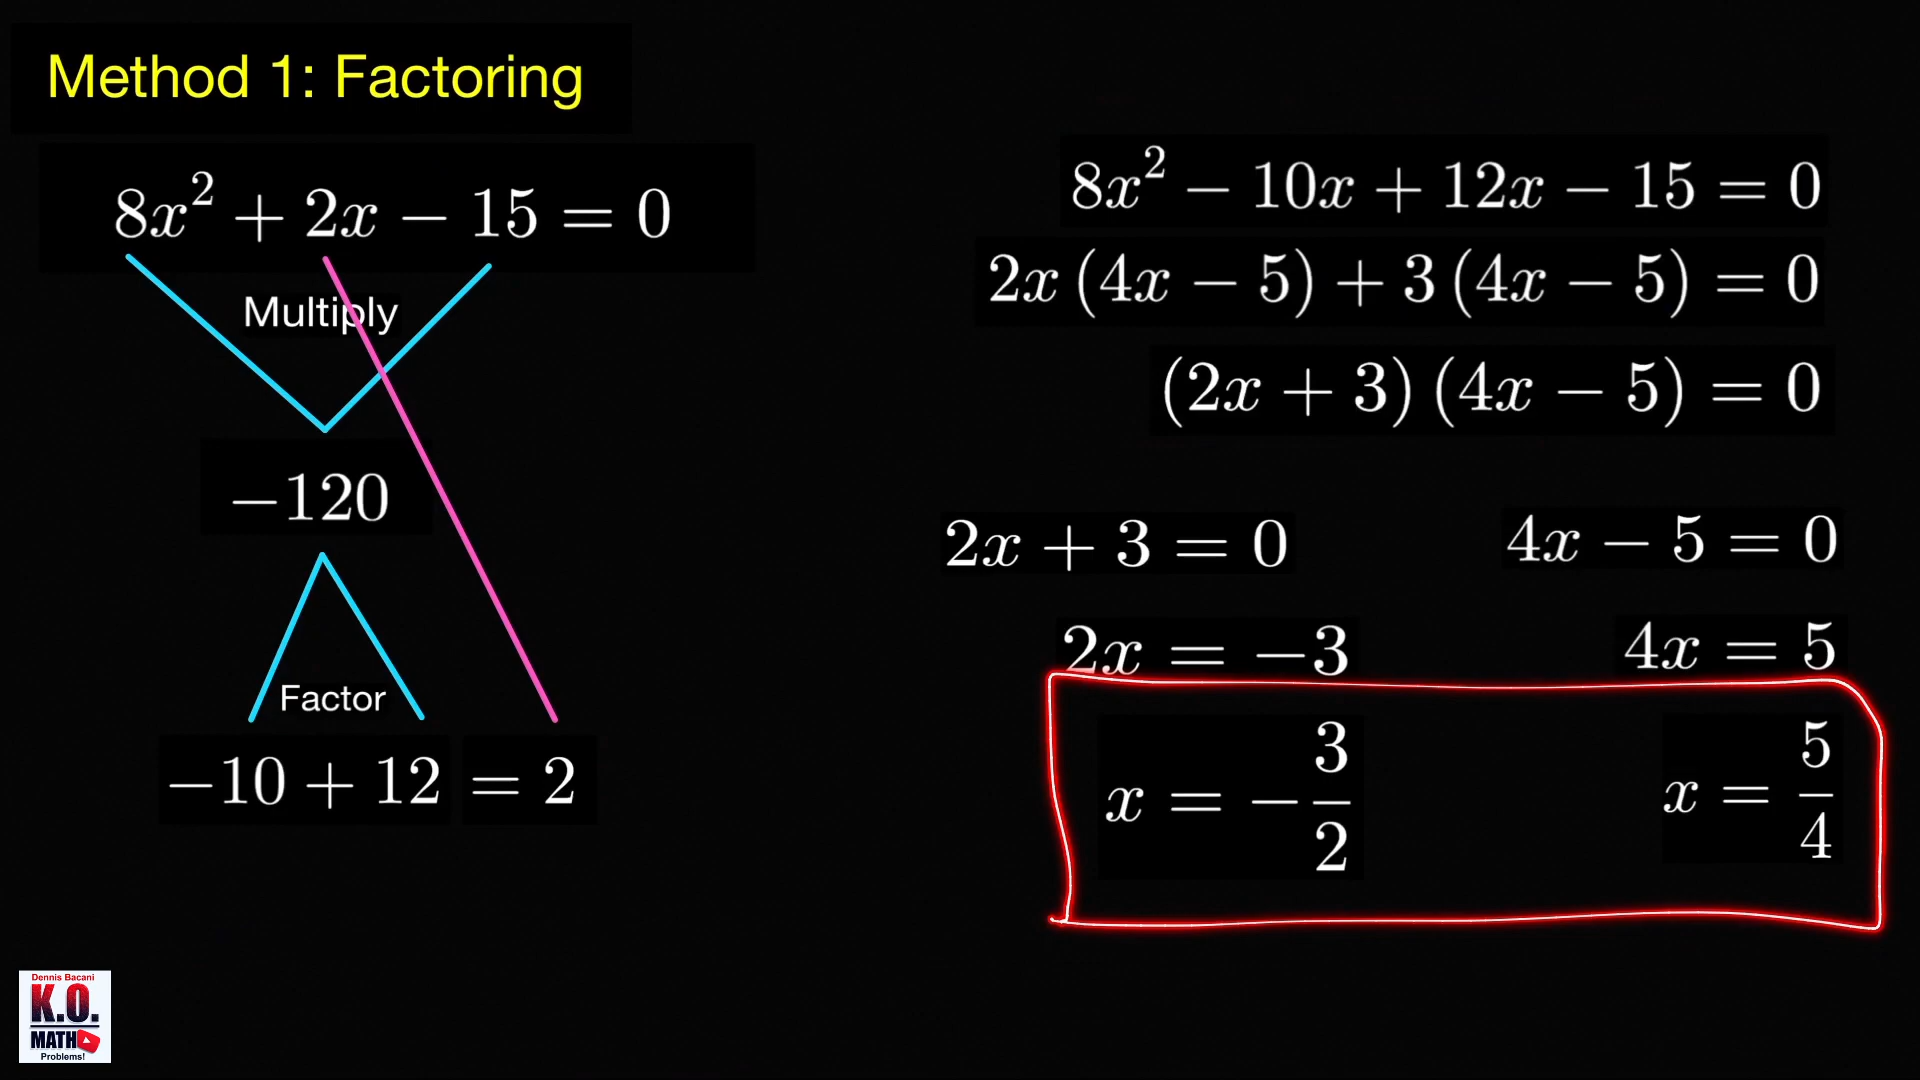 Method 1: Factoring
8x² + 2x − 15 = 0
Multiply
−120
Factor
−10 + 12 = 2
8x² − 10x + 12x − 15 = 0
2x (4x − 5) + 3 (4x − 5) = 0
(2x + 3) (4x − 5) = 0
2x + 3 = 0
2x = −3
x = −3/2
4x − 5 = 0
4x = 5
x = 5/4
Dennis Bacani
K.O.
MATH
Problems!